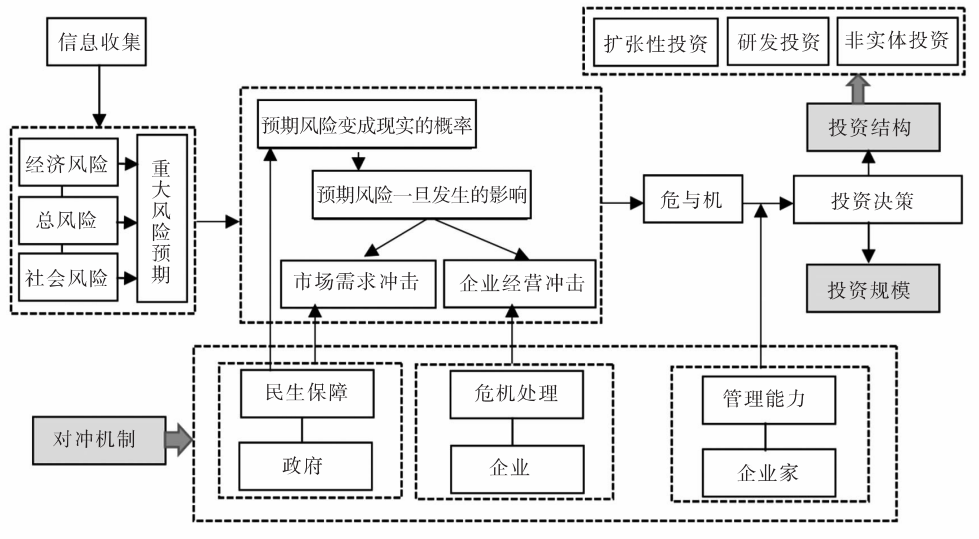 信息收集
扩张性投资
研发投资
非实体投资
预期风险变成现实的概率
投资结构
经济风险
总风险
社会风险
重大风险预期
预期风险一旦发生的影响
市场需求冲击
企业经营冲击
危与机
投资决策
投资规模
对冲机制
民生保障
政府
危机处理
企业
管理能力
企业家